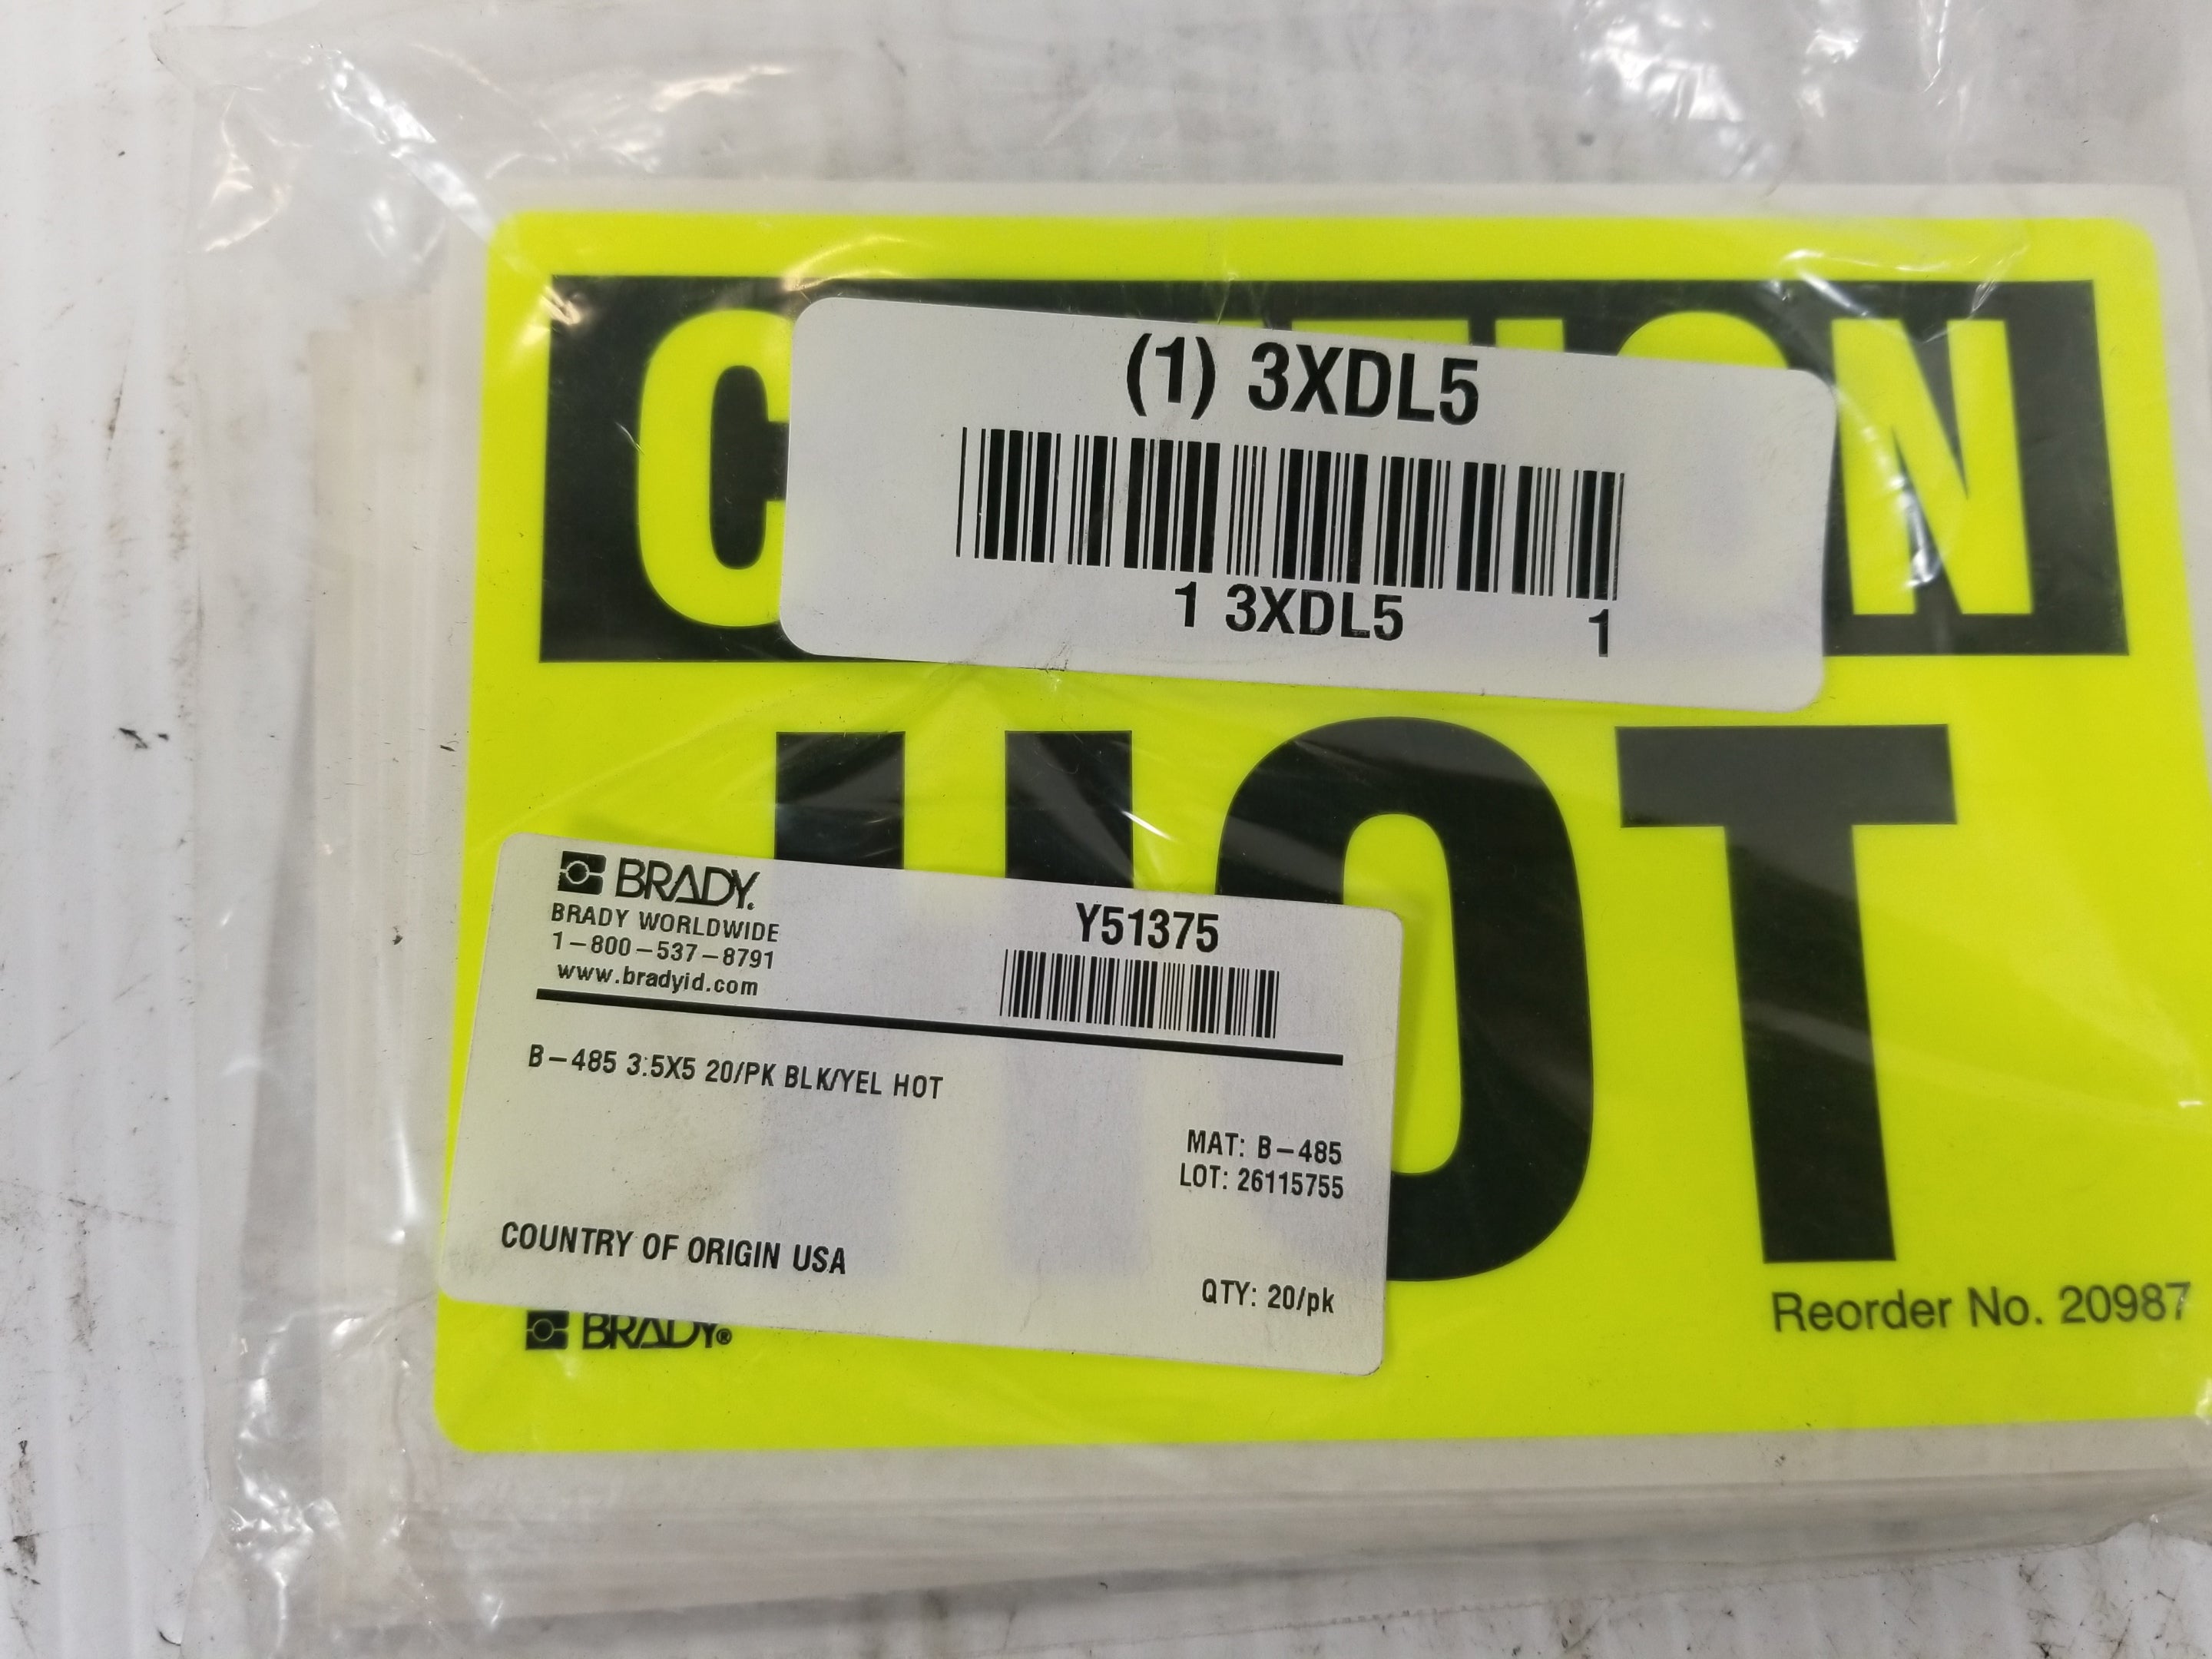 (1) 3XDL5
1 3XDL5 1
HOT
BRADY.
BRADY WORLDWIDE
1-800-537-8791
www.bradyid.com
Y51375
B-485 3.5X5 20/PK BLK/YEL HOT
MAT: B-485
LOT: 26115755
COUNTRY OF ORIGIN USA
QTY: 20/pk
BRADY®
Reorder No. 20987